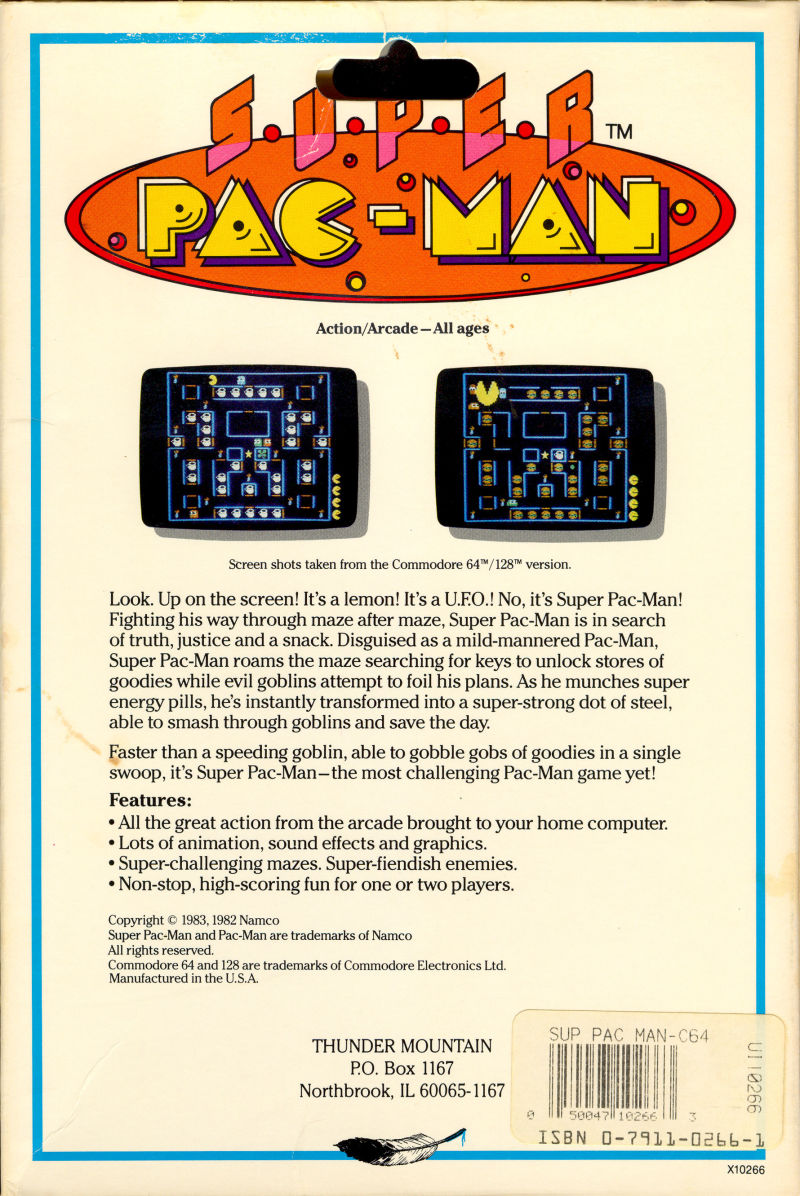 S.U.P.E.R ™
PAC-MAN
Action/Arcade—All ages
Screen shots taken from the Commodore 64™/128™ version.
Look. Up on the screen! It's a lemon! It's a U.F.O.! No, it's Super Pac-Man!
Fighting his way through maze after maze, Super Pac-Man is in search
of truth, justice and a snack. Disguised as a mild-mannered Pac-Man,
Super Pac-Man roams the maze searching for keys to unlock stores of
goodies while evil goblins attempt to foil his plans. As he munches super
energy pills, he's instantly transformed into a super-strong dot of steel,
able to smash through goblins and save the day.
Faster than a speeding goblin, able to gobble gobs of goodies in a single
swoop, it's Super Pac-Man—the most challenging Pac-Man game yet!
Features:
• All the great action from the arcade brought to your home computer.
• Lots of animation, sound effects and graphics.
• Super-challenging mazes. Super-fiendish enemies.
• Non-stop, high-scoring fun for one or two players.
Copyright © 1983, 1982 Namco
Super Pac-Man and Pac-Man are trademarks of Namco
All rights reserved.
Commodore 64 and 128 are trademarks of Commodore Electronics Ltd.
Manufactured in the U.S.A.
THUNDER MOUNTAIN
P.O. Box 1167
Northbrook, IL 60065-1167
SUP PAC MAN-C64
0 50047 10266 3
ISBN 0-7911-0266-1
10266
X10266